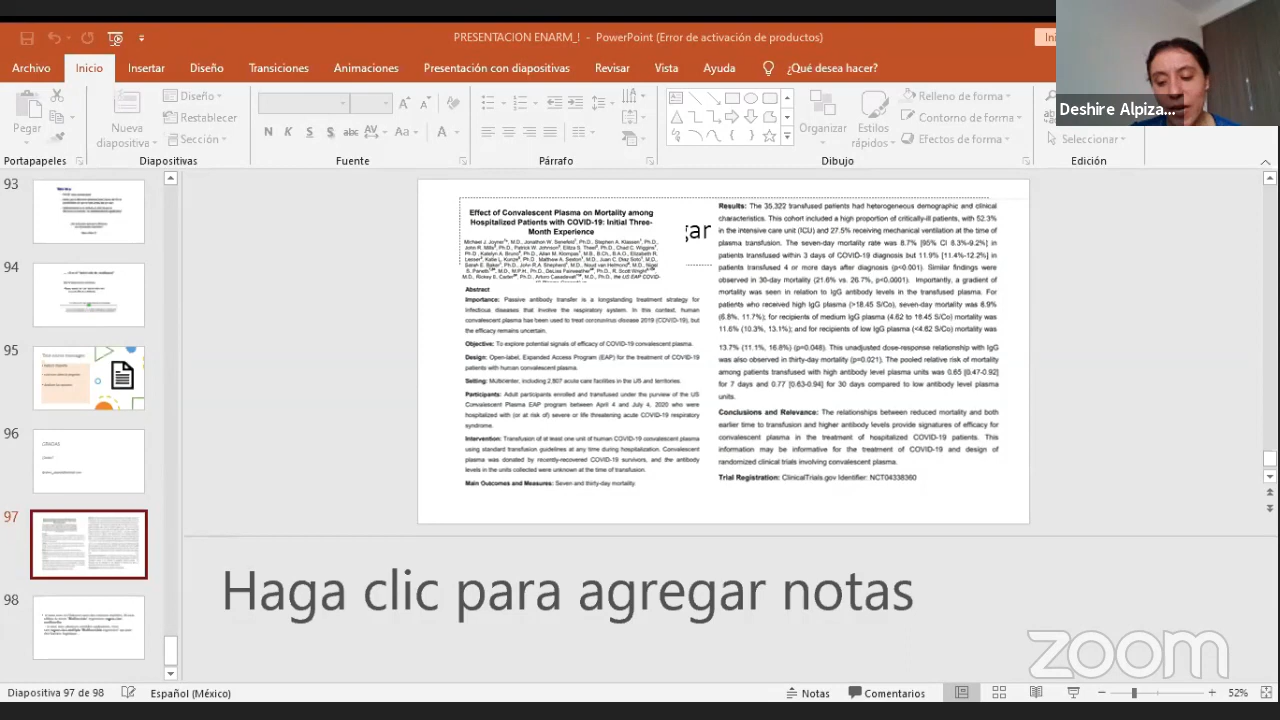 PRESENTACION ENARM_! - PowerPoint (Error de activación de productos)
Ini
Archivo Inicio Insertar Diseño Transiciones Animaciones Presentación con diapositivas Revisar Vista Ayuda ¿Qué desea hacer?
Deshire Alpiza...
Pegar
Nueva diapositiva
Diseño
Restablecer
Sección
N K S S abc AV Aa A
Organizar
Estilos rápidos
Relleno de forma
Contorno de forma
Efectos de forma
Seleccionar
Portapapeles Diapositivas Fuente Párrafo Dibujo Edición
93
94
95
96
GRACIAS
97
98
Effect of Convalescent Plasma on Mortality among
Hospitalized Patients with COVID-19: Initial Three-
Month Experience
gar
Abstract
Importance: Passive antibody transfer is a longstanding treatment strategy for
infectious diseases that involve the respiratory system. In this context, human
convalescent plasma has been used to treat coronavirus disease 2019 (COVID-19), but
the efficacy remains uncertain.
Objective: To explore potential signals of efficacy of COVID-19 convalescent plasma.
Design: Open-label, Expanded Access Program (EAP) for the treatment of COVID-19
patients with human convalescent plasma.
Setting: Multicenter, including 2,807 acute care facilities in the US and territories.
Participants: Adult participants enrolled and transfused under the purview of the US
Convalescent Plasma EAP program between April 4 and July 4, 2020 who were
hospitalized with (or at risk of) severe or life threatening acute COVID-19 respiratory
syndrome.
Intervention: Transfusion of at least one unit of human COVID-19 convalescent plasma
using standard transfusion guidelines at any time during hospitalization. Convalescent
plasma was donated by recently-recovered COVID-19 survivors, and the antibody
levels in the units collected were unknown at the time of transfusion.
Main Outcomes and Measures: Seven and thirty-day mortality.
Results: The 35,322 transfused patients had heterogeneous demographic and clinical
characteristics. This cohort included a high proportion of critically-ill patients, with 52.3%
in the intensive care unit (ICU) and 27.5% receiving mechanical ventilation at the time of
plasma transfusion. The seven-day mortality rate was 8.7% [95% CI 8.3%-9.2%] in
patients transfused within 3 days of COVID-19 diagnosis but 11.9% [11.4%-12.2%] in
patients transfused 4 or more days after diagnosis (p<0.001). Similar findings were
observed in 30-day mortality (21.6% vs. 26.7%, p<0.0001). Importantly, a gradient of
mortality was seen in relation to IgG antibody levels in the transfused plasma. For
patients who received high IgG plasma (>18.45 S/Co), seven-day mortality was 8.9%
(6.8%, 11.7%); for recipients of medium IgG plasma (4.62 to 18.45 S/Co) mortality was
11.6% (10.3%, 13.1%); and for recipients of low IgG plasma (<4.62 S/Co) mortality was
13.7% (11.1%, 16.8%) (p=0.048). This unadjusted dose-response relationship with IgG
was also observed in thirty-day mortality (p=0.021). The pooled relative risk of mortality
among patients transfused with high antibody level plasma units was 0.65 [0.47-0.92]
for 7 days and 0.77 [0.63-0.94] for 30 days compared to low antibody level plasma
units.
Conclusions and Relevance: The relationships between reduced mortality and both
earlier time to transfusion and higher antibody levels provide signatures of efficacy for
convalescent plasma in the treatment of hospitalized COVID-19 patients. This
information may be informative for the treatment of COVID-19 and design of
randomized clinical trials involving convalescent plasma.
Trial Registration: ClinicalTrials.gov Identifier: NCT04338360
Haga clic para agregar notas
zoom
Diapositiva 97 de 98 Español (México) Notas Comentarios 52%